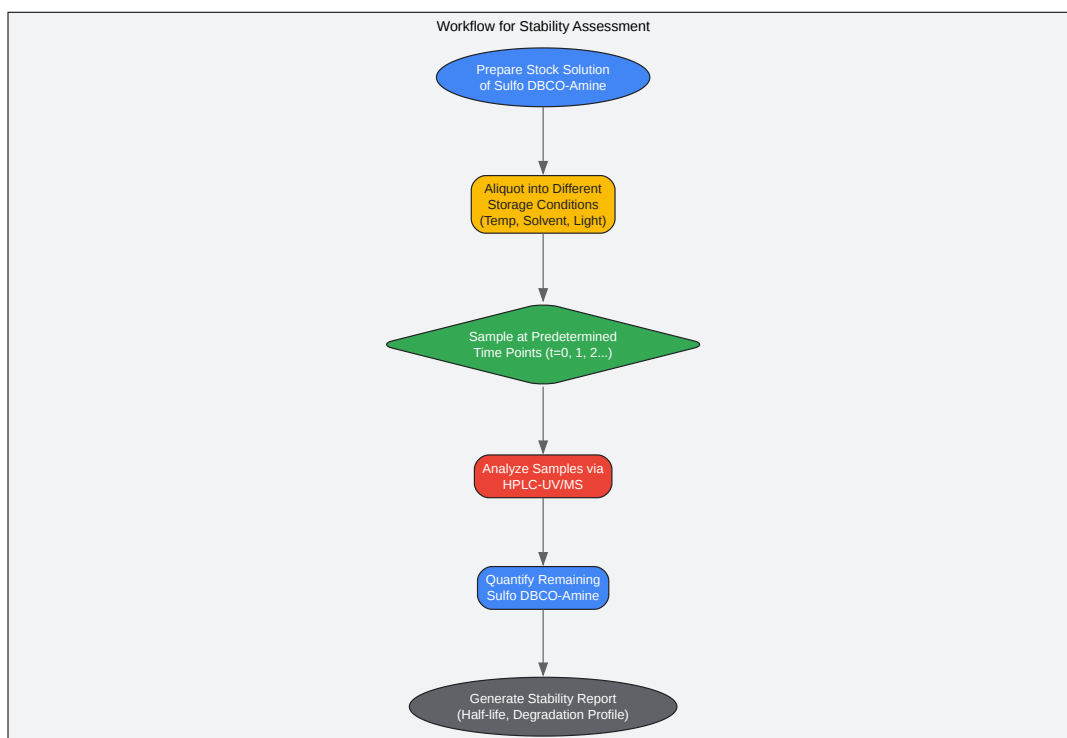 Workflow for Stability Assessment
Prepare Stock Solution
of Sulfo DBCO-Amine
Aliquot into Different
Storage Conditions
(Temp, Solvent, Light)
Sample at Predetermined
Time Points (t=0, 1, 2...)
Analyze Samples via
HPLC-UV/MS
Quantify Remaining
Sulfo DBCO-Amine
Generate Stability Report
(Half-life, Degradation Profile)